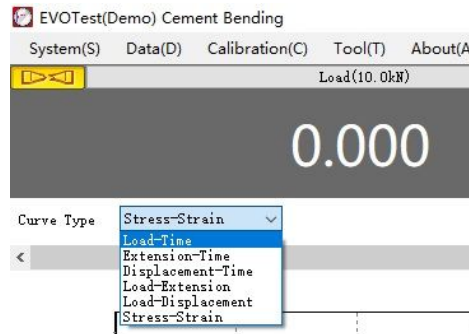 EVOTest(Demo) Cement Bending
System(S) Data(D) Calibration(C) Tool(T) About(A
Load(10.0kN)
0.000
Curve Type Stress-Strain
Load-Time
Extension-Time
Displacement-Time
Load-Extension
Load-Displacement
Stress-Strain